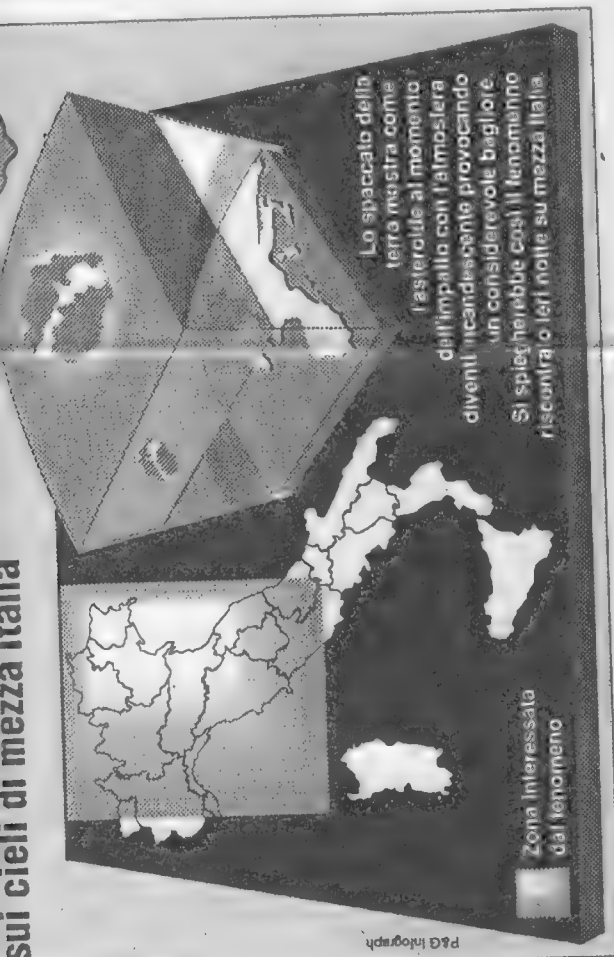 sui cieli di mezza Italia
Lo spaccato della
terra mostra come
l'asteroide al momento
dell'impatto con l'atmosfera
diventi incandescente provocando
un considerevole bagliore.
Si spiegherebbe così il fenomenno
riscontrato ieri notte su mezza Italia.
Zona interessata
dal fenomeno
P&G Infograph